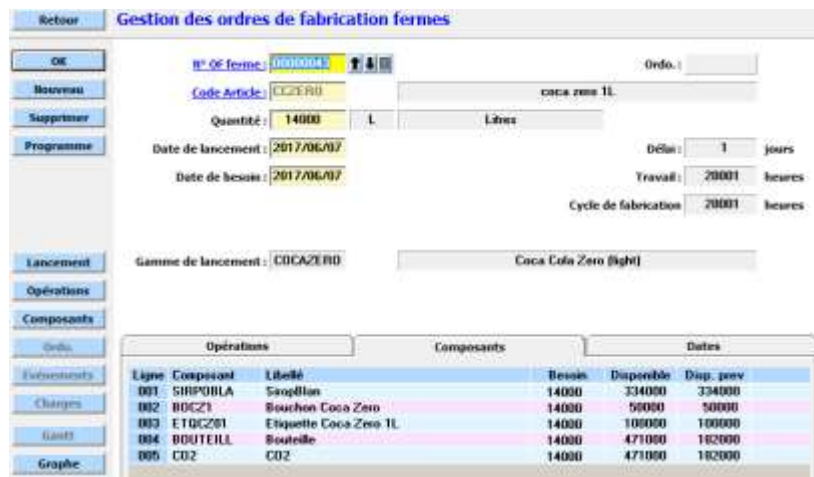 Retour
Gestion des ordres de fabrication fermes
OK
N° OF ferme : 00000043
Ordo. :
Nouveau
Code Article : CCZERO
coca zero 1L
Supprimer
Quantité : 14000 L Litres
Programme
Date de lancement : 2017/06/07
Délai : 1 jours
Date de besoin : 2017/06/07
Travail : 20001 heures
Cycle de fabrication 20001 heures
Lancement
Gamme de lancement : COCAZERO
Coca Cola Zero (light)
Opérations
Composants
Ordo.
Opérations Composants Dates
Evénements
Ligne Composant Libellé Besoin Disponible Disp. prev
001 SIRPOBLA SiropBlan 14000 334000 334000
Charges
002 BOCZ1 Bouchon Coca Zero 14000 50000 50000
003 ETQCZ01 Etiquette Coca Zero 1L 14000 100000 100000
Gantt
004 BOUTEILL Bouteille 14000 471000 102000
005 CO2 CO2 14000 471000 102000
Graphe